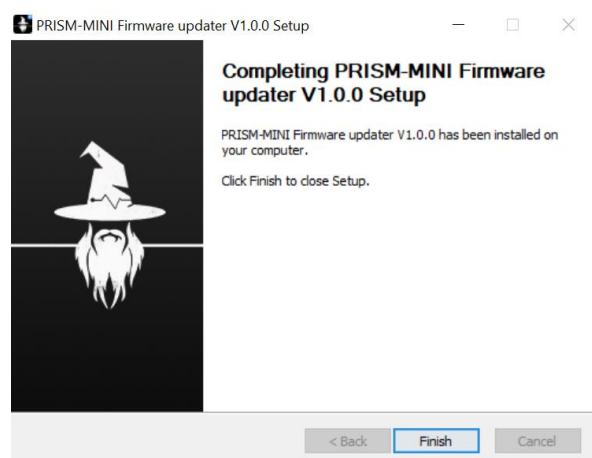 PRISM-MINI Firmware updater V1.0.0 Setup
Completing PRISM-MINI Firmware
updater V1.0.0 Setup
PRISM-MINI Firmware updater V1.0.0 has been installed on
your computer.
Click Finish to close Setup.
< Back Finish Cancel